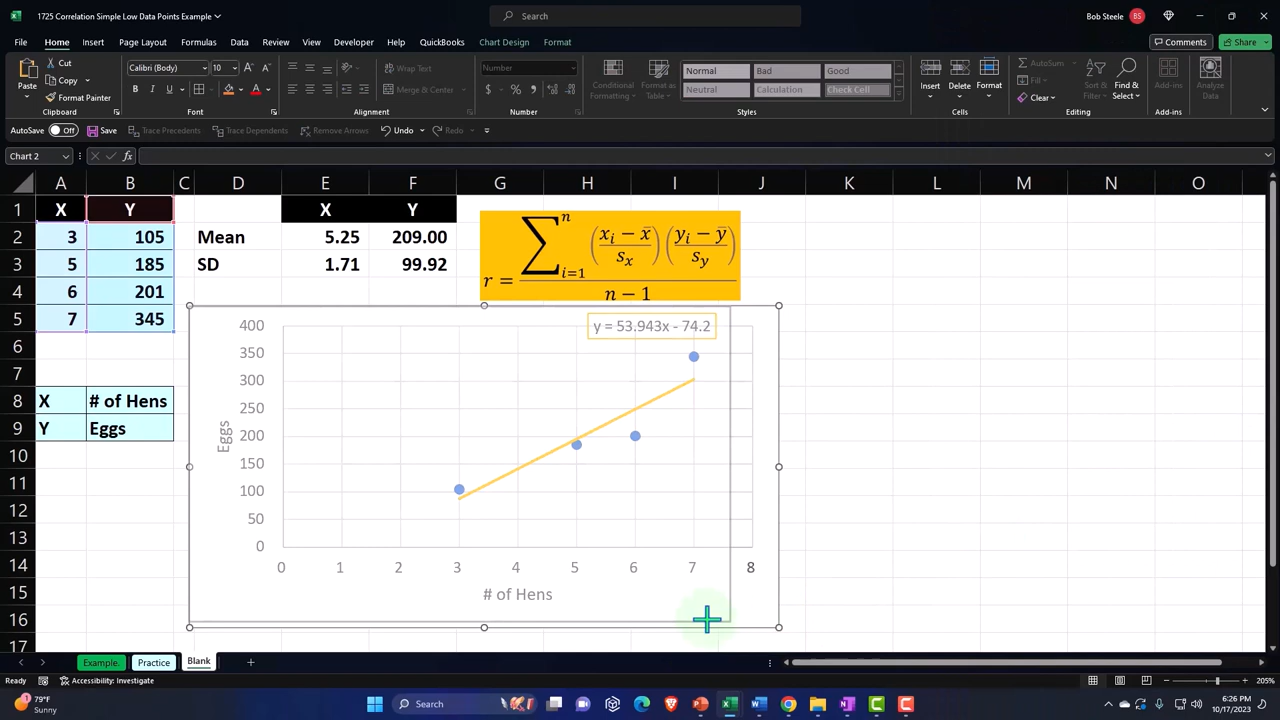 1725 Correlation Simple Low Data Points Example
Search
Bob Steele BS
File Home Insert Page Layout Formulas Data Review View Developer Help QuickBooks Chart Design Format Comments Share
Paste Cut Copy Format Painter
Calibri (Body) 10
Wrap Text
Merge & Center
Number
Conditional Formatting
Format as Table
Normal Bad Good
Neutral Calculation Check Cell
Insert Delete Format
AutoSum
Clear
Sort & Filter
Find & Select
Add-ins
Analyze Data
Clipboard Font Alignment Number Styles Cells Editing Add-ins
AutoSave Off Save Trace Precedents Trace Dependents Remove Arrows Undo Redo
Chart 2 fx
A B C D E F G H I J K L M N O
1 X Y X Y
2 3 105 Mean 5.25 209.00
3 5 185 SD 1.71 99.92
4 6 201
5 7 345
6
7
8 X # of Hens
9 Y Eggs
10
11
12
13
14
15
16
17
r = ∑ⁿᵢ₌₁ ((xᵢ − x̄)/sₓ) ((yᵢ − ȳ)/s_y) / (n − 1)
y = 53.943x - 74.2
400
350
300
250
200
150
100
50
0
Eggs
0 1 2 3 4 5 6 7 8
# of Hens
Example Practice Blank
Ready Accessibility: Investigate 205%
79°F
Sunny
Search
6:26 PM
10/17/2023